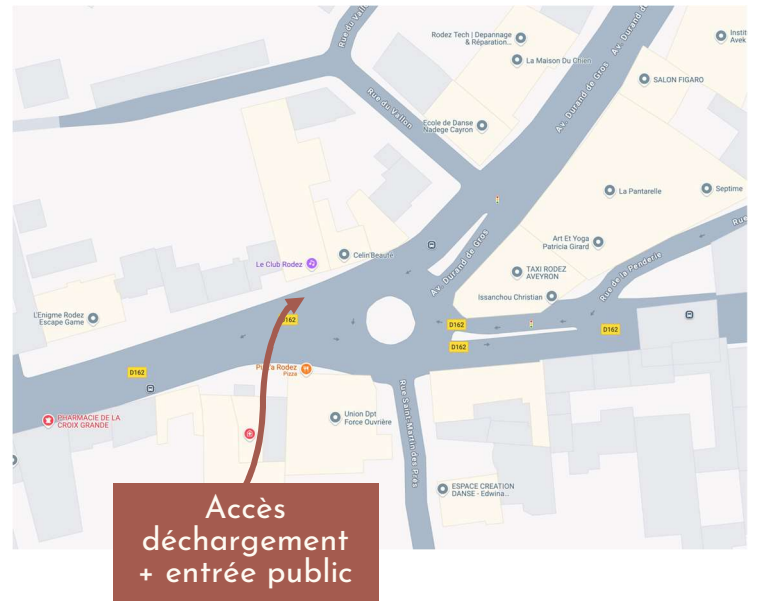 Rue du Vallon
Rodez Tech | Depannage
& Réparation...
La Maison Du Chien
Av. Durand de Gros
Instit
Avek
SALON FIGARO
Rue du Vallon
Ecole de Danse
Nadege Cayron
Av. Durand de Gros
La Pantarelle
Septime
Rue
Art Et Yoga
Patricia Girard
Celin'Beauté
Le Club Rodez
Av. Durand de Gros
TAXI RODEZ
AVEYRON
Rue de la Penderie
Issanchou Christian
L'Enigme Rodez
Escape Game
D162
D162
D162
D162
D162
Pizza Rodez
Pizza
PHARMACIE DE LA
CROIX GRANDE
Union Dpt
Force Ouvrière
Rue Saint-Martin des Prés
ESPACE CREATION
DANSE - Edwina...
Accès
déchargement
+ entrée public